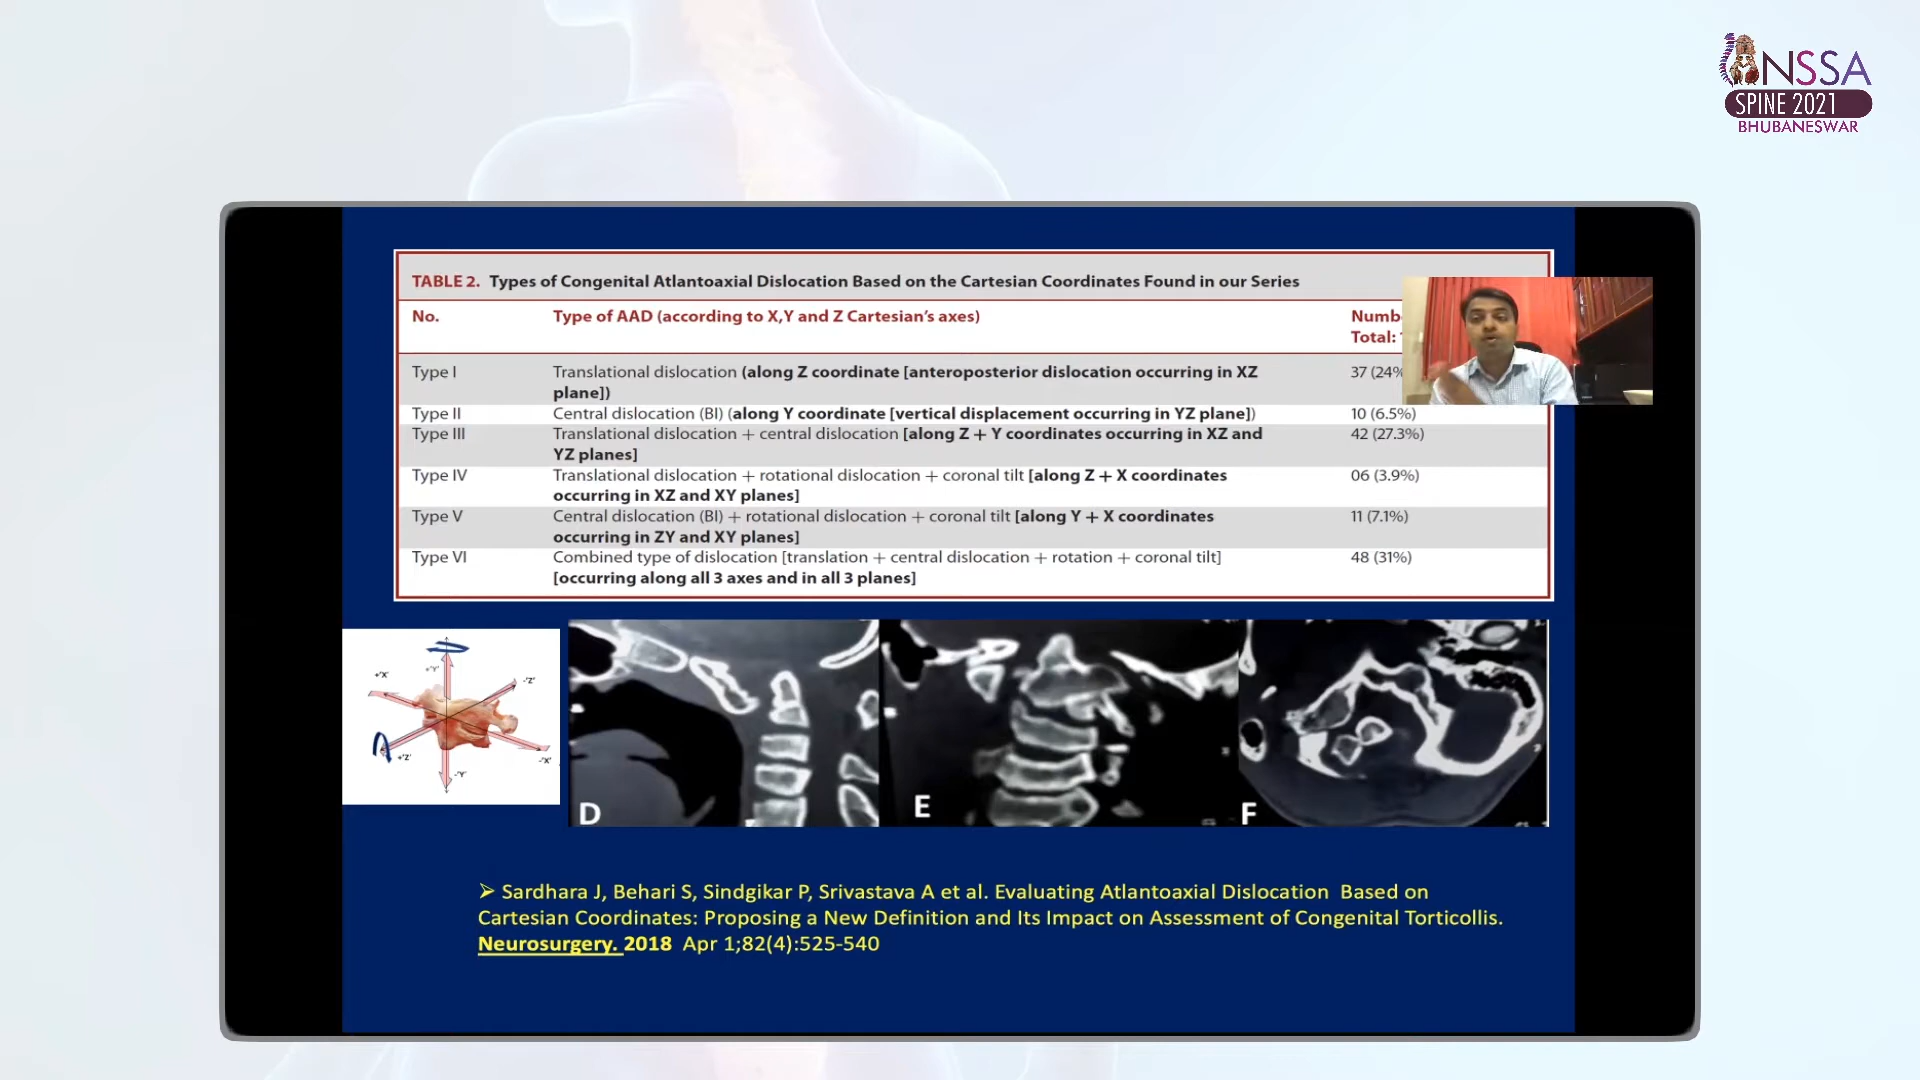 NSSA
SPINE 2021
BHUBANESWAR
TABLE 2. Types of Congenital Atlantoaxial Dislocation Based on the Cartesian Coordinates Found in our Series
No. Type of AAD (according to X,Y and Z Cartesian's axes)
Total:
Type I Translational dislocation (along Z coordinate [anteroposterior dislocation occurring in XZ 37 (24%
plane])
Type II Central dislocation (BI) (along Y coordinate [vertical displacement occurring in YZ plane]) 10 (6.5%)
Type III Translational dislocation + central dislocation [along Z + Y coordinates occurring in XZ and 42 (27.3%)
YZ planes]
Type IV Translational dislocation + rotational dislocation + coronal tilt [along Z + X coordinates 06 (3.9%)
occurring in XZ and XY planes]
Type V Central dislocation (BI) + rotational dislocation + coronal tilt [along Y + X coordinates 11 (7.1%)
occurring in ZY and XY planes]
Type VI Combined type of dislocation [translation + central dislocation + rotation + coronal tilt] 48 (31%)
[occurring along all 3 axes and in all 3 planes]
+'Y'
+'X' -'Z'
+'Z' -'X'
-'Y'
D E F
➢ Sardhara J, Behari S, Sindgikar P, Srivastava A et al. Evaluating Atlantoaxial Dislocation Based on
Cartesian Coordinates: Proposing a New Definition and Its Impact on Assessment of Congenital Torticollis.
Neurosurgery. 2018 Apr 1;82(4):525-540